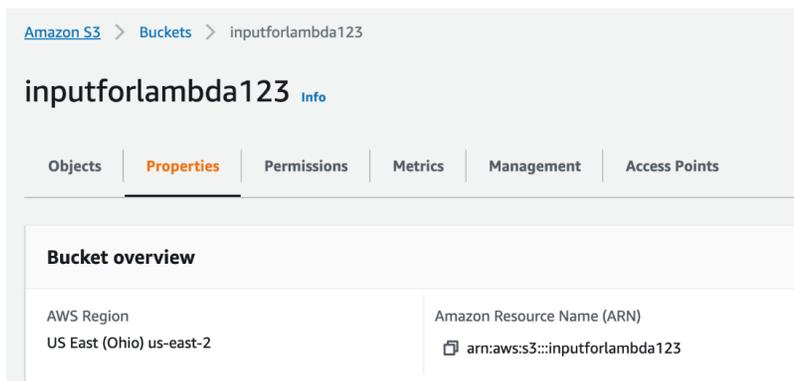 Amazon S3 > Buckets > inputforlambda123
inputforlambda123 Info
Objects Properties Permissions Metrics Management Access Points
Bucket overview
AWS Region Amazon Resource Name (ARN)
US East (Ohio) us-east-2 arn:aws:s3:::inputforlambda123